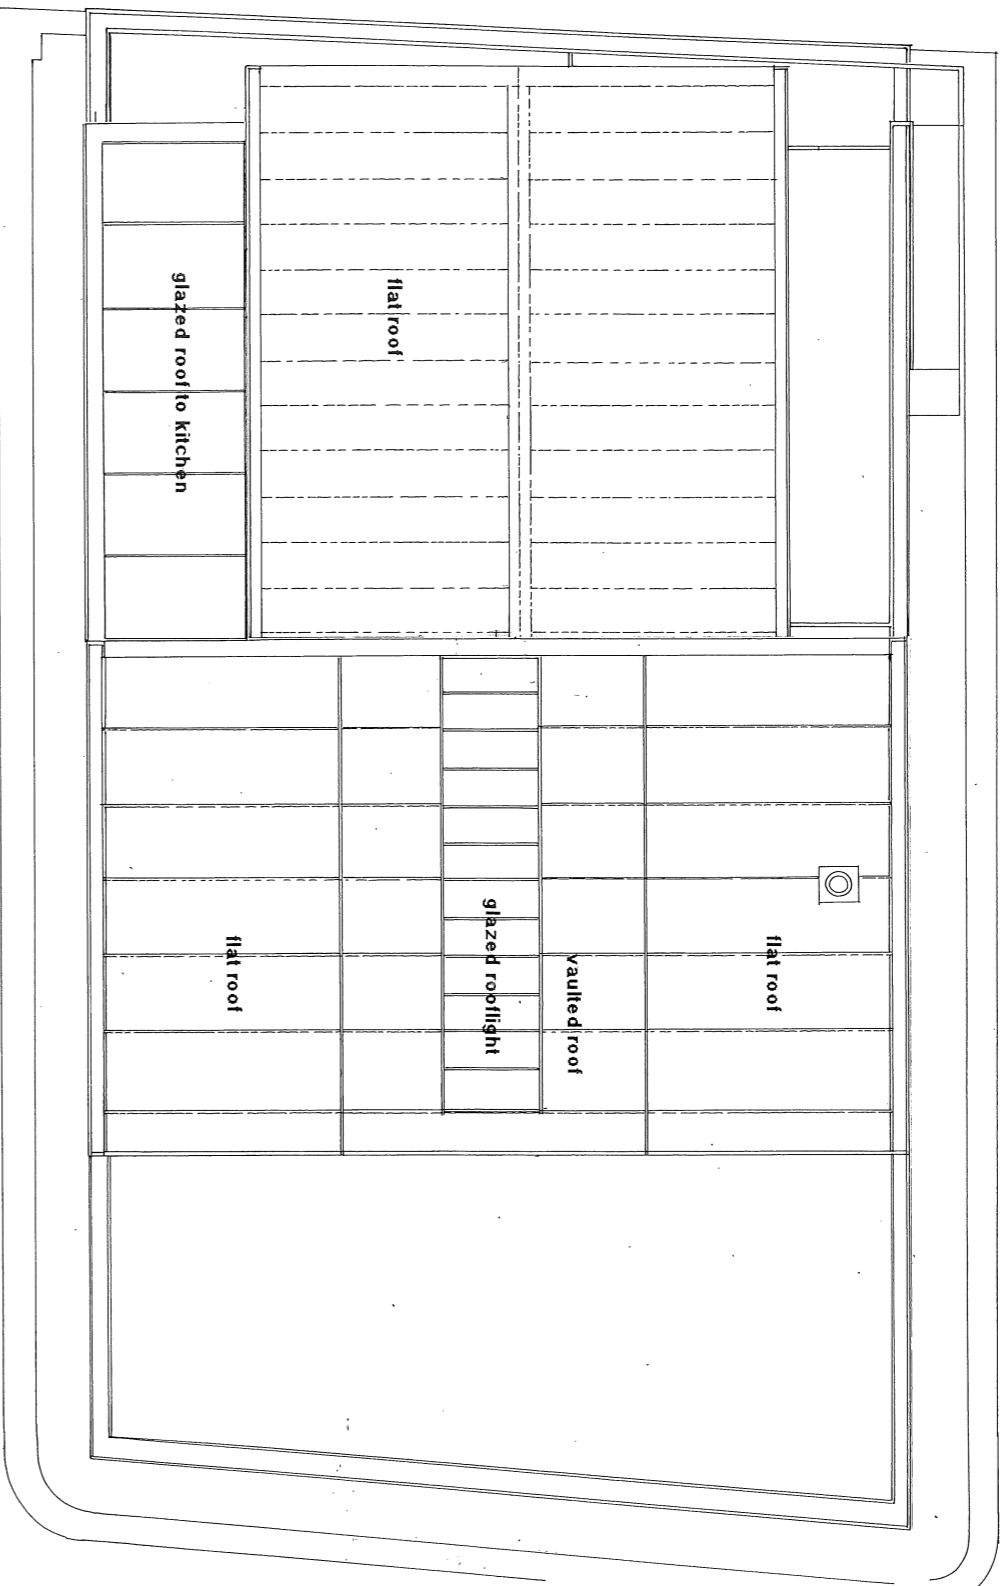 glazed roof to kitchen
flat roof
flat roof
glazed rooflight
vaulted roof
flat roof